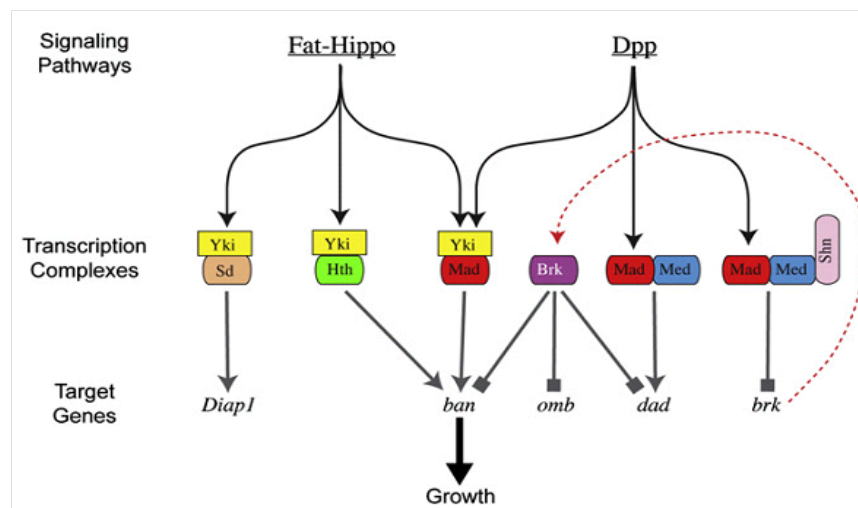 Signaling
Pathways
Fat-Hippo
Dpp
Transcription
Complexes
Yki
Sd
Yki
Hth
Yki
Mad
Brk
Mad
Med
Mad
Med
Shn
Target
Genes
Diap1
ban
omb
dad
brk
Growth